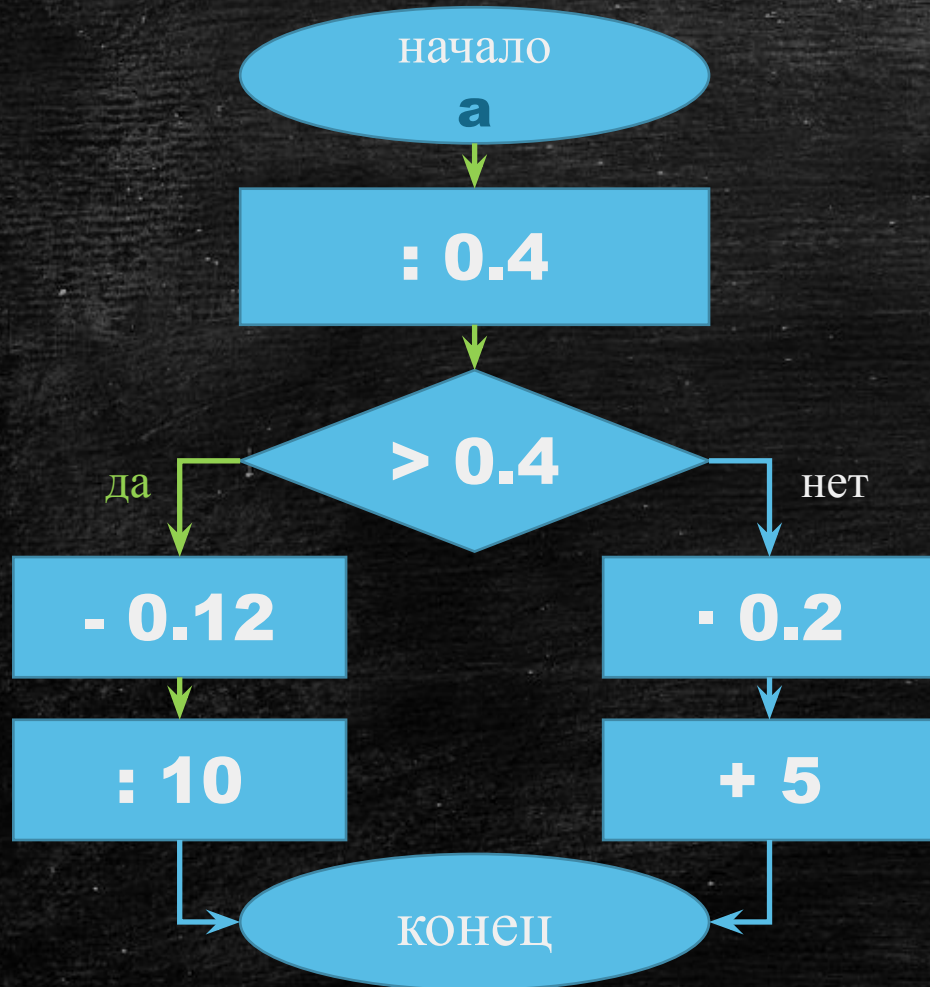 начало
a
: 0.4
> 0.4
да
нет
- 0.12
· 0.2
: 10
+ 5
конец